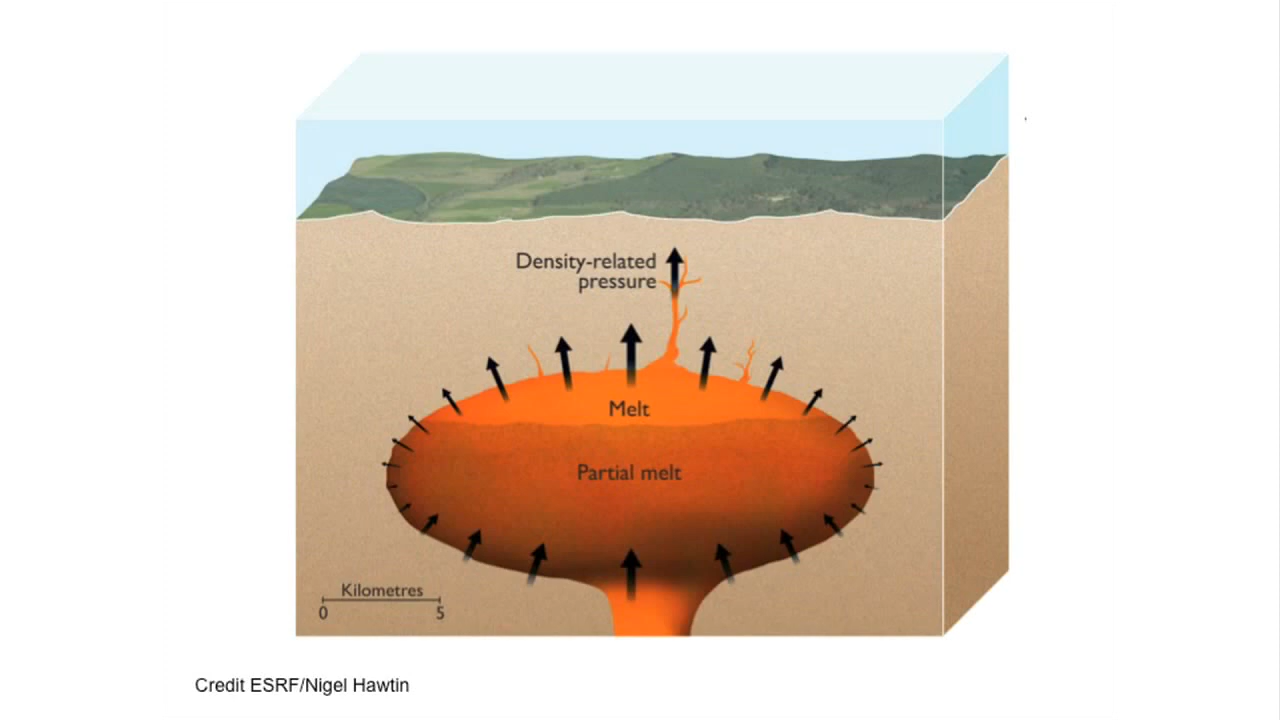 Density-related
pressure
Melt
Partial melt
Kilometres
0 5
Credit ESRF/Nigel Hawtin